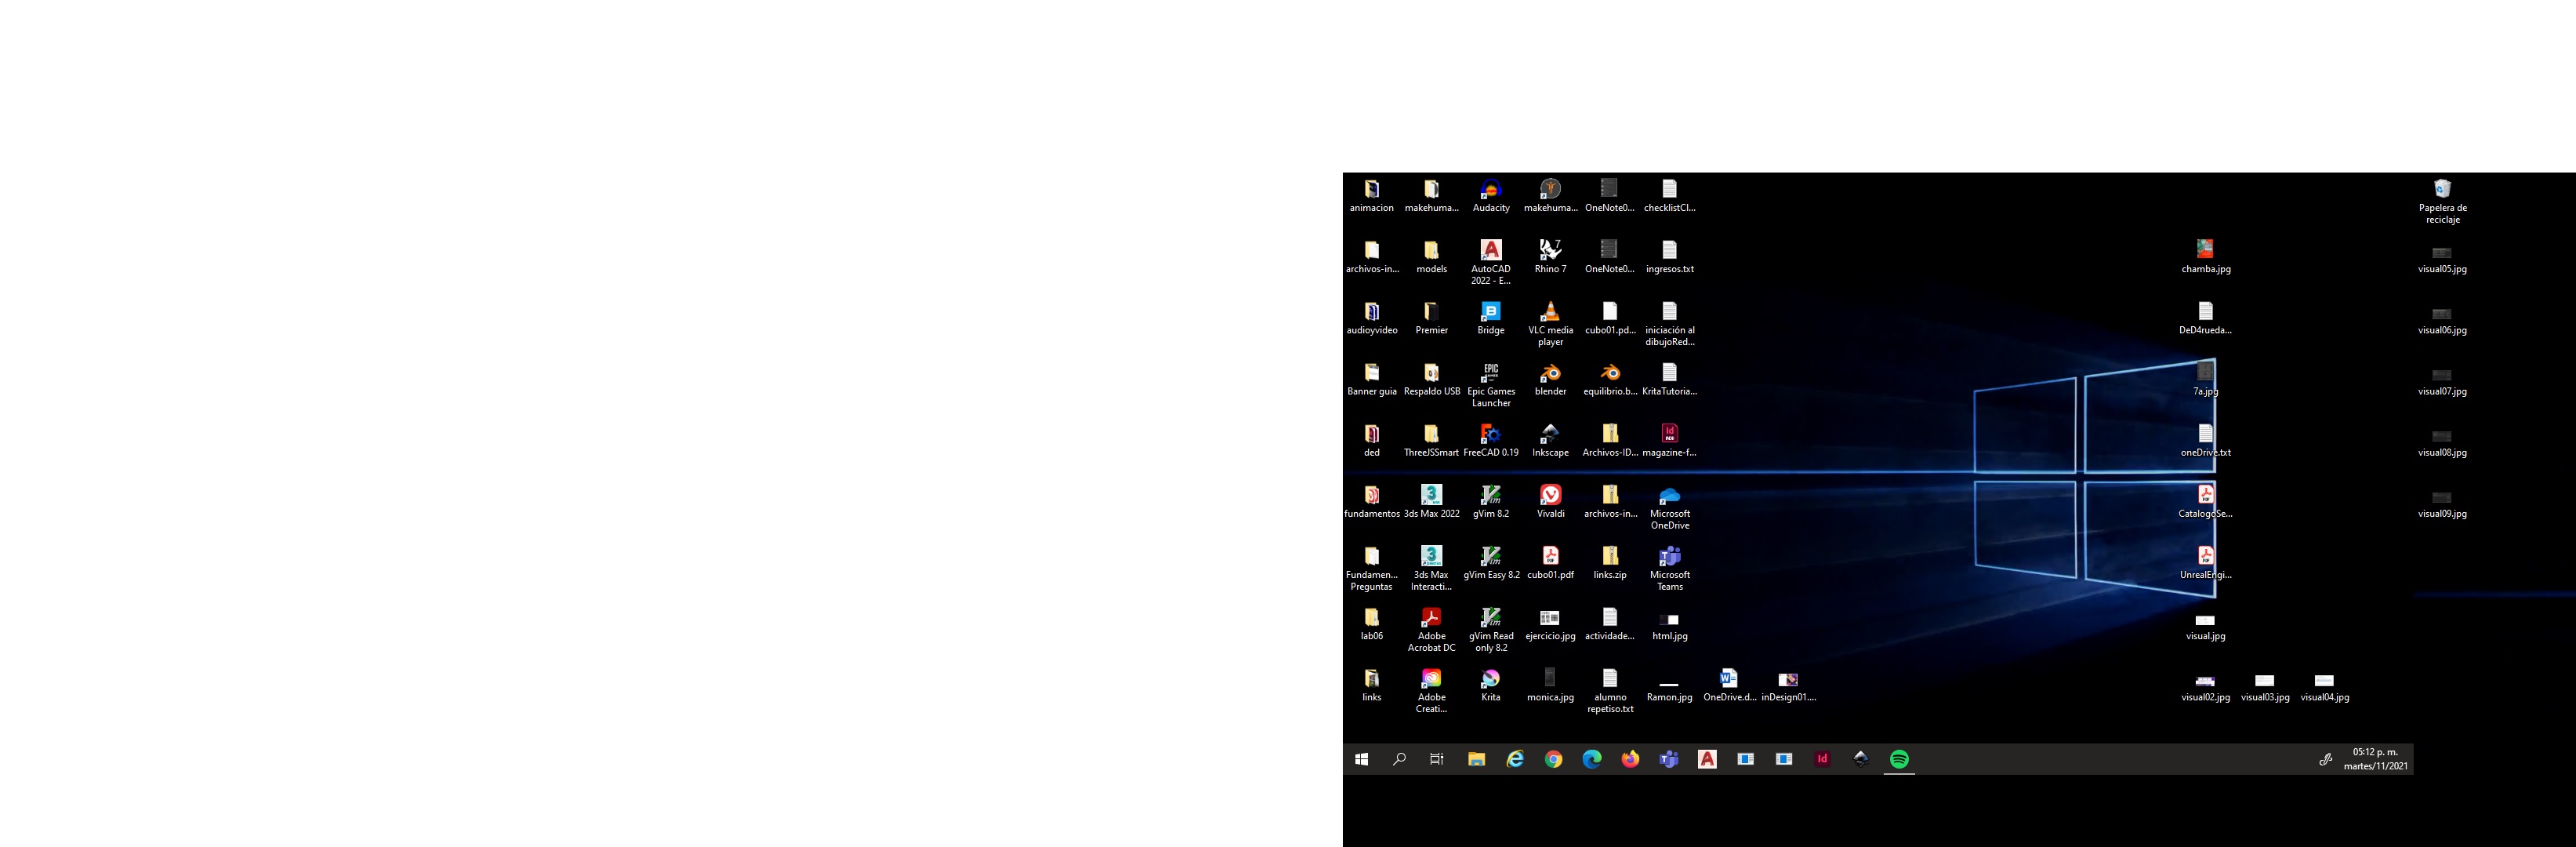 animacion
makehuma...
Audacity
makehuma...
OneNote0...
checklistCl...
Papelera de
reciclaje
archivos-in...
models
AutoCAD
2022 - E...
Rhino 7
OneNote0...
ingresos.txt
chamba.jpg
visual05.jpg
audioyvideo
Premier
Bridge
VLC media
player
cubo01.pd...
iniciación al
dibujoRed...
DeD4rueda...
visual06.jpg
Banner guia
Respaldo USB
Epic Games
Launcher
blender
equilibrio.b...
KritaTutoria...
7a.jpg
visual07.jpg
ded
ThreeJSSmart
FreeCAD 0.19
Inkscape
Archivos-ID...
magazine-f...
oneDrive.txt
visual08.jpg
fundamentos
3ds Max 2022
gVim 8.2
Vivaldi
archivos-in...
Microsoft
OneDrive
CatalogoSe...
visual09.jpg
Fundamen...
Preguntas
3ds Max
Interacti...
gVim Easy 8.2
cubo01.pdf
links.zip
Microsoft
Teams
UnrealEngi...
lab06
Adobe
Acrobat DC
gVim Read
only 8.2
ejercicio.jpg
actividade...
html.jpg
visual.jpg
links
Adobe
Creati...
Krita
monica.jpg
alumno
repetiso.txt
Ramon.jpg
OneDrive.d...
inDesign01....
visual02.jpg
visual03.jpg
visual04.jpg
05:12 p. m.
martes/11/2021